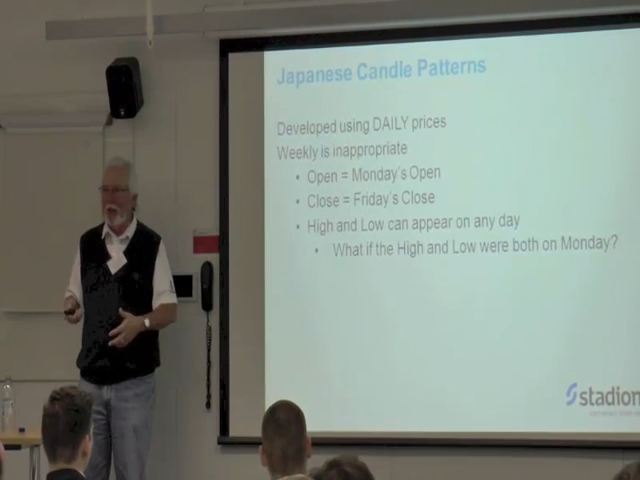 Japanese Candle Patterns
Developed using DAILY prices
Weekly is inappropriate
• Open = Monday's Open
• Close = Friday's Close
• High and Low can appear on any day
• What if the High and Low were both on Monday?
stadion